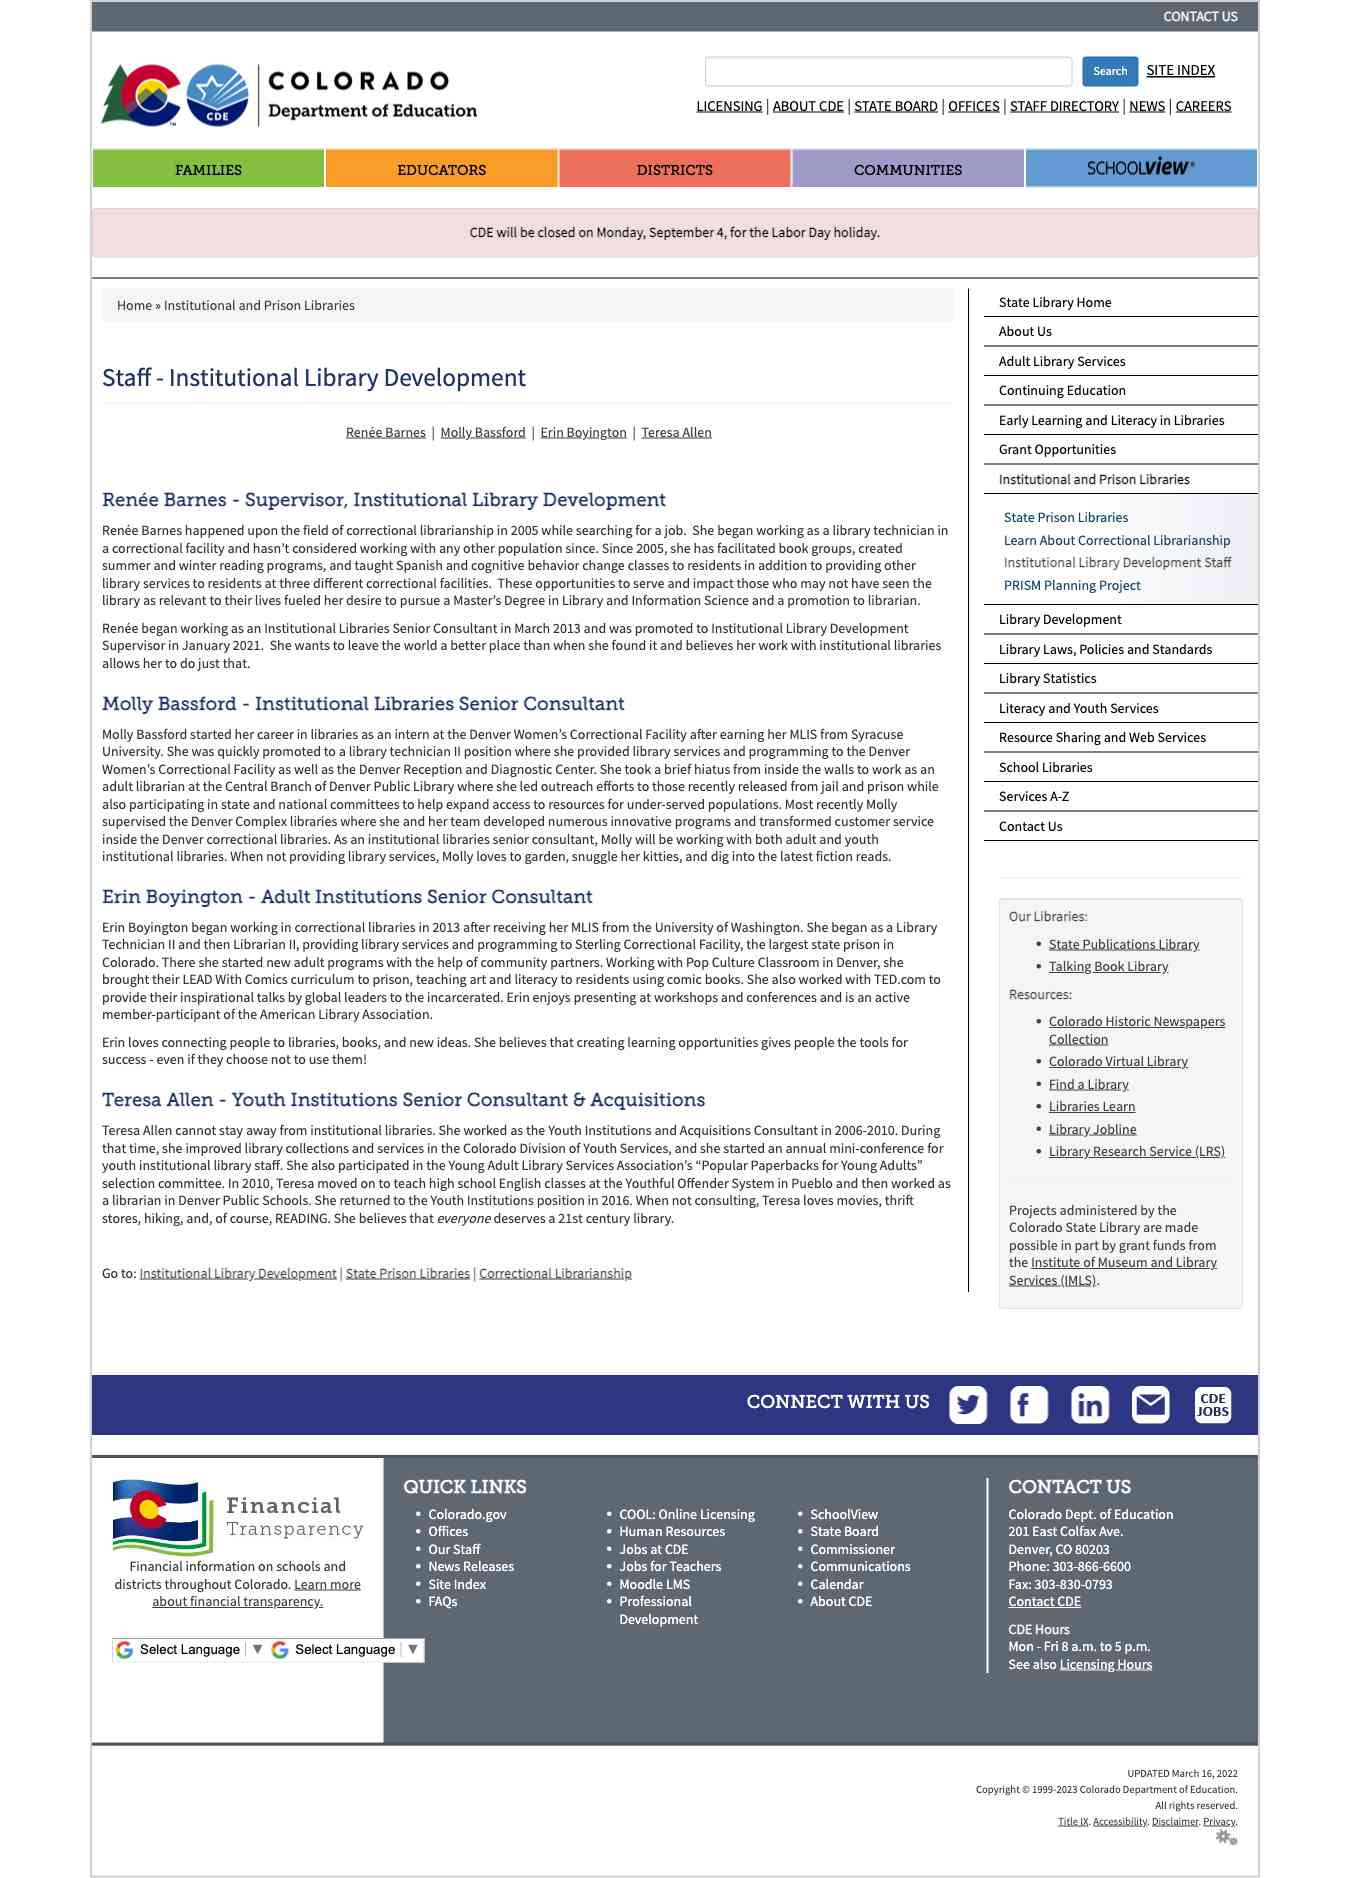 CONTACT US
COLORADO
Department of Education
CDE
TM
Search
SITE INDEX
LICENSING | ABOUT CDE | STATE BOARD | OFFICES | STAFF DIRECTORY | NEWS | CAREERS
FAMILIES
EDUCATORS
DISTRICTS
COMMUNITIES
SCHOOLview®
CDE will be closed on Monday, September 4, for the Labor Day holiday.
Home » Institutional and Prison Libraries
Staff - Institutional Library Development
Renée Barnes | Molly Bassford | Erin Boyington | Teresa Allen
Renée Barnes - Supervisor, Institutional Library Development
Renée Barnes happened upon the field of correctional librarianship in 2005 while searching for a job. She began working as a library technician in
a correctional facility and hasn't considered working with any other population since. Since 2005, she has facilitated book groups, created
summer and winter reading programs, and taught Spanish and cognitive behavior change classes to residents in addition to providing other
library services to residents at three different correctional facilities. These opportunities to serve and impact those who may not have seen the
library as relevant to their lives fueled her desire to pursue a Master's Degree in Library and Information Science and a promotion to librarian.
Renée began working as an Institutional Libraries Senior Consultant in March 2013 and was promoted to Institutional Library Development
Supervisor in January 2021. She wants to leave the world a better place than when she found it and believes her work with institutional libraries
allows her to do just that.
Molly Bassford - Institutional Libraries Senior Consultant
Molly Bassford started her career in libraries as an intern at the Denver Women's Correctional Facility after earning her MLIS from Syracuse
University. She was quickly promoted to a library technician II position where she provided library services and programming to the Denver
Women's Correctional Facility as well as the Denver Reception and Diagnostic Center. She took a brief hiatus from inside the walls to work as an
adult librarian at the Central Branch of Denver Public Library where she led outreach efforts to those recently released from jail and prison while
also participating in state and national committees to help expand access to resources for under-served populations. Most recently Molly
supervised the Denver Complex libraries where she and her team developed numerous innovative programs and transformed customer service
inside the Denver correctional libraries. As an institutional libraries senior consultant, Molly will be working with both adult and youth
institutional libraries. When not providing library services, Molly loves to garden, snuggle her kitties, and dig into the latest fiction reads.
Erin Boyington - Adult Institutions Senior Consultant
Erin Boyington began working in correctional libraries in 2013 after receiving her MLIS from the University of Washington. She began as a Library
Technician II and then Librarian II, providing library services and programming to Sterling Correctional Facility, the largest state prison in
Colorado. There she started new adult programs with the help of community partners. Working with Pop Culture Classroom in Denver, she
brought their LEAD With Comics curriculum to prison, teaching art and literacy to residents using comic books. She also worked with TED.com to
provide their inspirational talks by global leaders to the incarcerated. Erin enjoys presenting at workshops and conferences and is an active
member-participant of the American Library Association.
Erin loves connecting people to libraries, books, and new ideas. She believes that creating learning opportunities gives people the tools for
success - even if they choose not to use them!
Teresa Allen - Youth Institutions Senior Consultant & Acquisitions
Teresa Allen cannot stay away from institutional libraries. She worked as the Youth Institutions and Acquisitions Consultant in 2006-2010. During
that time, she improved library collections and services in the Colorado Division of Youth Services, and she started an annual mini-conference for
youth institutional library staff. She also participated in the Young Adult Library Services Association's “Popular Paperbacks for Young Adults”
selection committee. In 2010, Teresa moved on to teach high school English classes at the Youthful Offender System in Pueblo and then worked as
a librarian in Denver Public Schools. She returned to the Youth Institutions position in 2016. When not consulting, Teresa loves movies, thrift
stores, hiking, and, of course, READING. She believes that everyone deserves a 21st century library.
Go to: Institutional Library Development | State Prison Libraries | Correctional Librarianship
State Library Home
About Us
Adult Library Services
Continuing Education
Early Learning and Literacy in Libraries
Grant Opportunities
Institutional and Prison Libraries
State Prison Libraries
Learn About Correctional Librarianship
Institutional Library Development Staff
PRISM Planning Project
Library Development
Library Laws, Policies and Standards
Library Statistics
Literacy and Youth Services
Resource Sharing and Web Services
School Libraries
Services A-Z
Contact Us
Our Libraries:
• State Publications Library
• Talking Book Library
Resources:
• Colorado Historic Newspapers
Collection
• Colorado Virtual Library
• Find a Library
• Libraries Learn
• Library Jobline
• Library Research Service (LRS)
Projects administered by the
Colorado State Library are made
possible in part by grant funds from
the Institute of Museum and Library
Services (IMLS).
CONNECT WITH US
CDE
JOBS
Financial
Transparency
Financial information on schools and
districts throughout Colorado. Learn more
about financial transparency.
Select Language ▼
Select Language ▼
QUICK LINKS
• Colorado.gov
• Offices
• Our Staff
• News Releases
• Site Index
• FAQs
• COOL: Online Licensing
• Human Resources
• Jobs at CDE
• Jobs for Teachers
• Moodle LMS
• Professional
Development
• SchoolView
• State Board
• Commissioner
• Communications
• Calendar
• About CDE
CONTACT US
Colorado Dept. of Education
201 East Colfax Ave.
Denver, CO 80203
Phone: 303-866-6600
Fax: 303-830-0793
Contact CDE
CDE Hours
Mon - Fri 8 a.m. to 5 p.m.
See also Licensing Hours
UPDATED March 16, 2022
Copyright © 1999-2023 Colorado Department of Education.
All rights reserved.
Title IX. Accessibility. Disclaimer. Privacy.